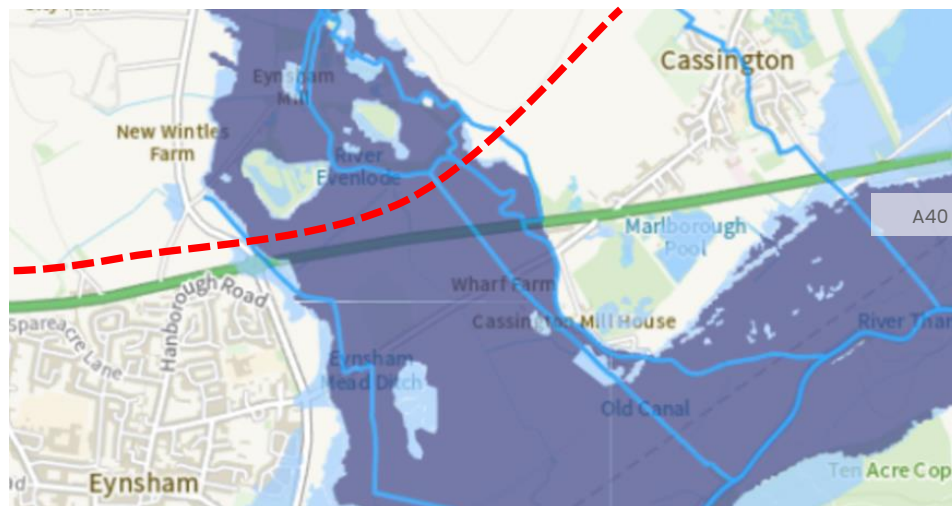 Cassington
Eynsham
Mill
New Wintles
Farm
River
Evenlode
A40
Marlborough
Pool
Hanborough Road
Wharf Farm
Spareacre Lane
Cassington Mill House
River Than
Eynsham
Mead Ditch
Old Canal
Ten Acre Cop
Eynsham